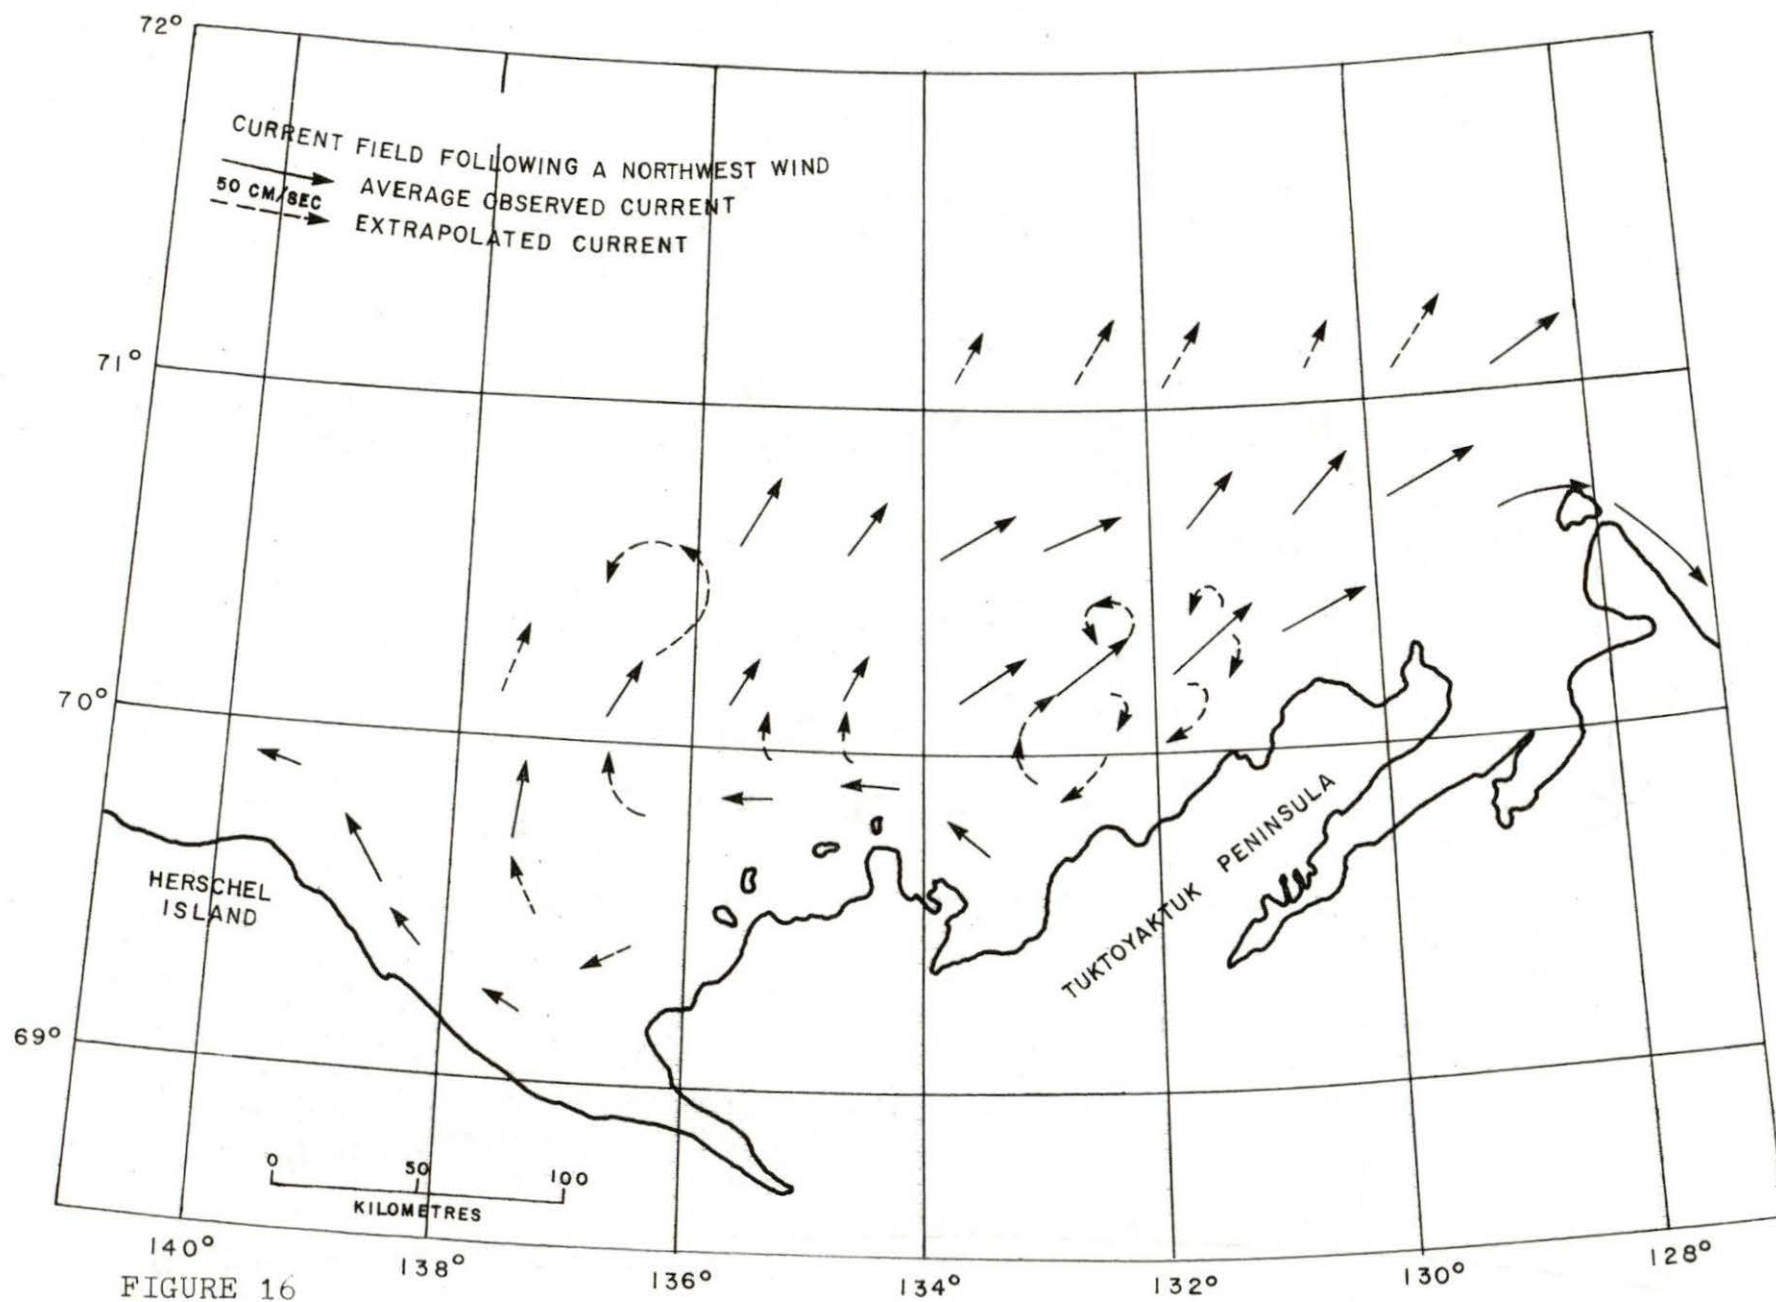 72°
CURRENT FIELD FOLLOWING A NORTHWEST WIND
AVERAGE OBSERVED CURRENT
50 CM/SEC
EXTRAPOLATED CURRENT
71°
70°
HERSCHEL
ISLAND
TUKTOYAKTUK PENINSULA
69°
0 50 100
KILOMETRES
140° 138° 136° 134° 132° 130° 128°
FIGURE 16